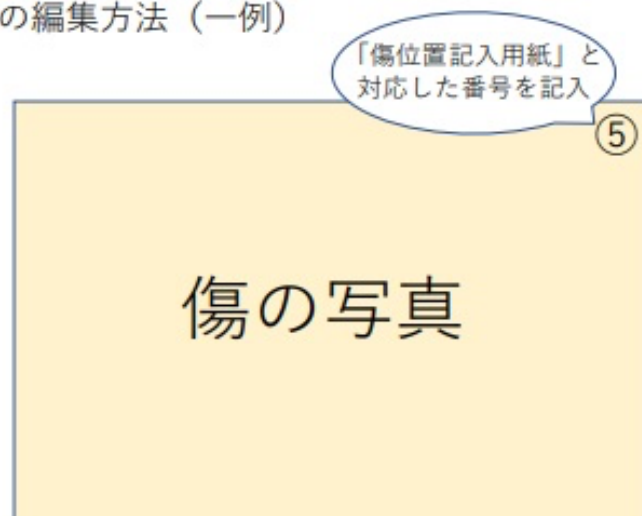 の編集方法（一例）
「傷位置記入用紙」と
対応した番号を記入
⑤
傷の写真